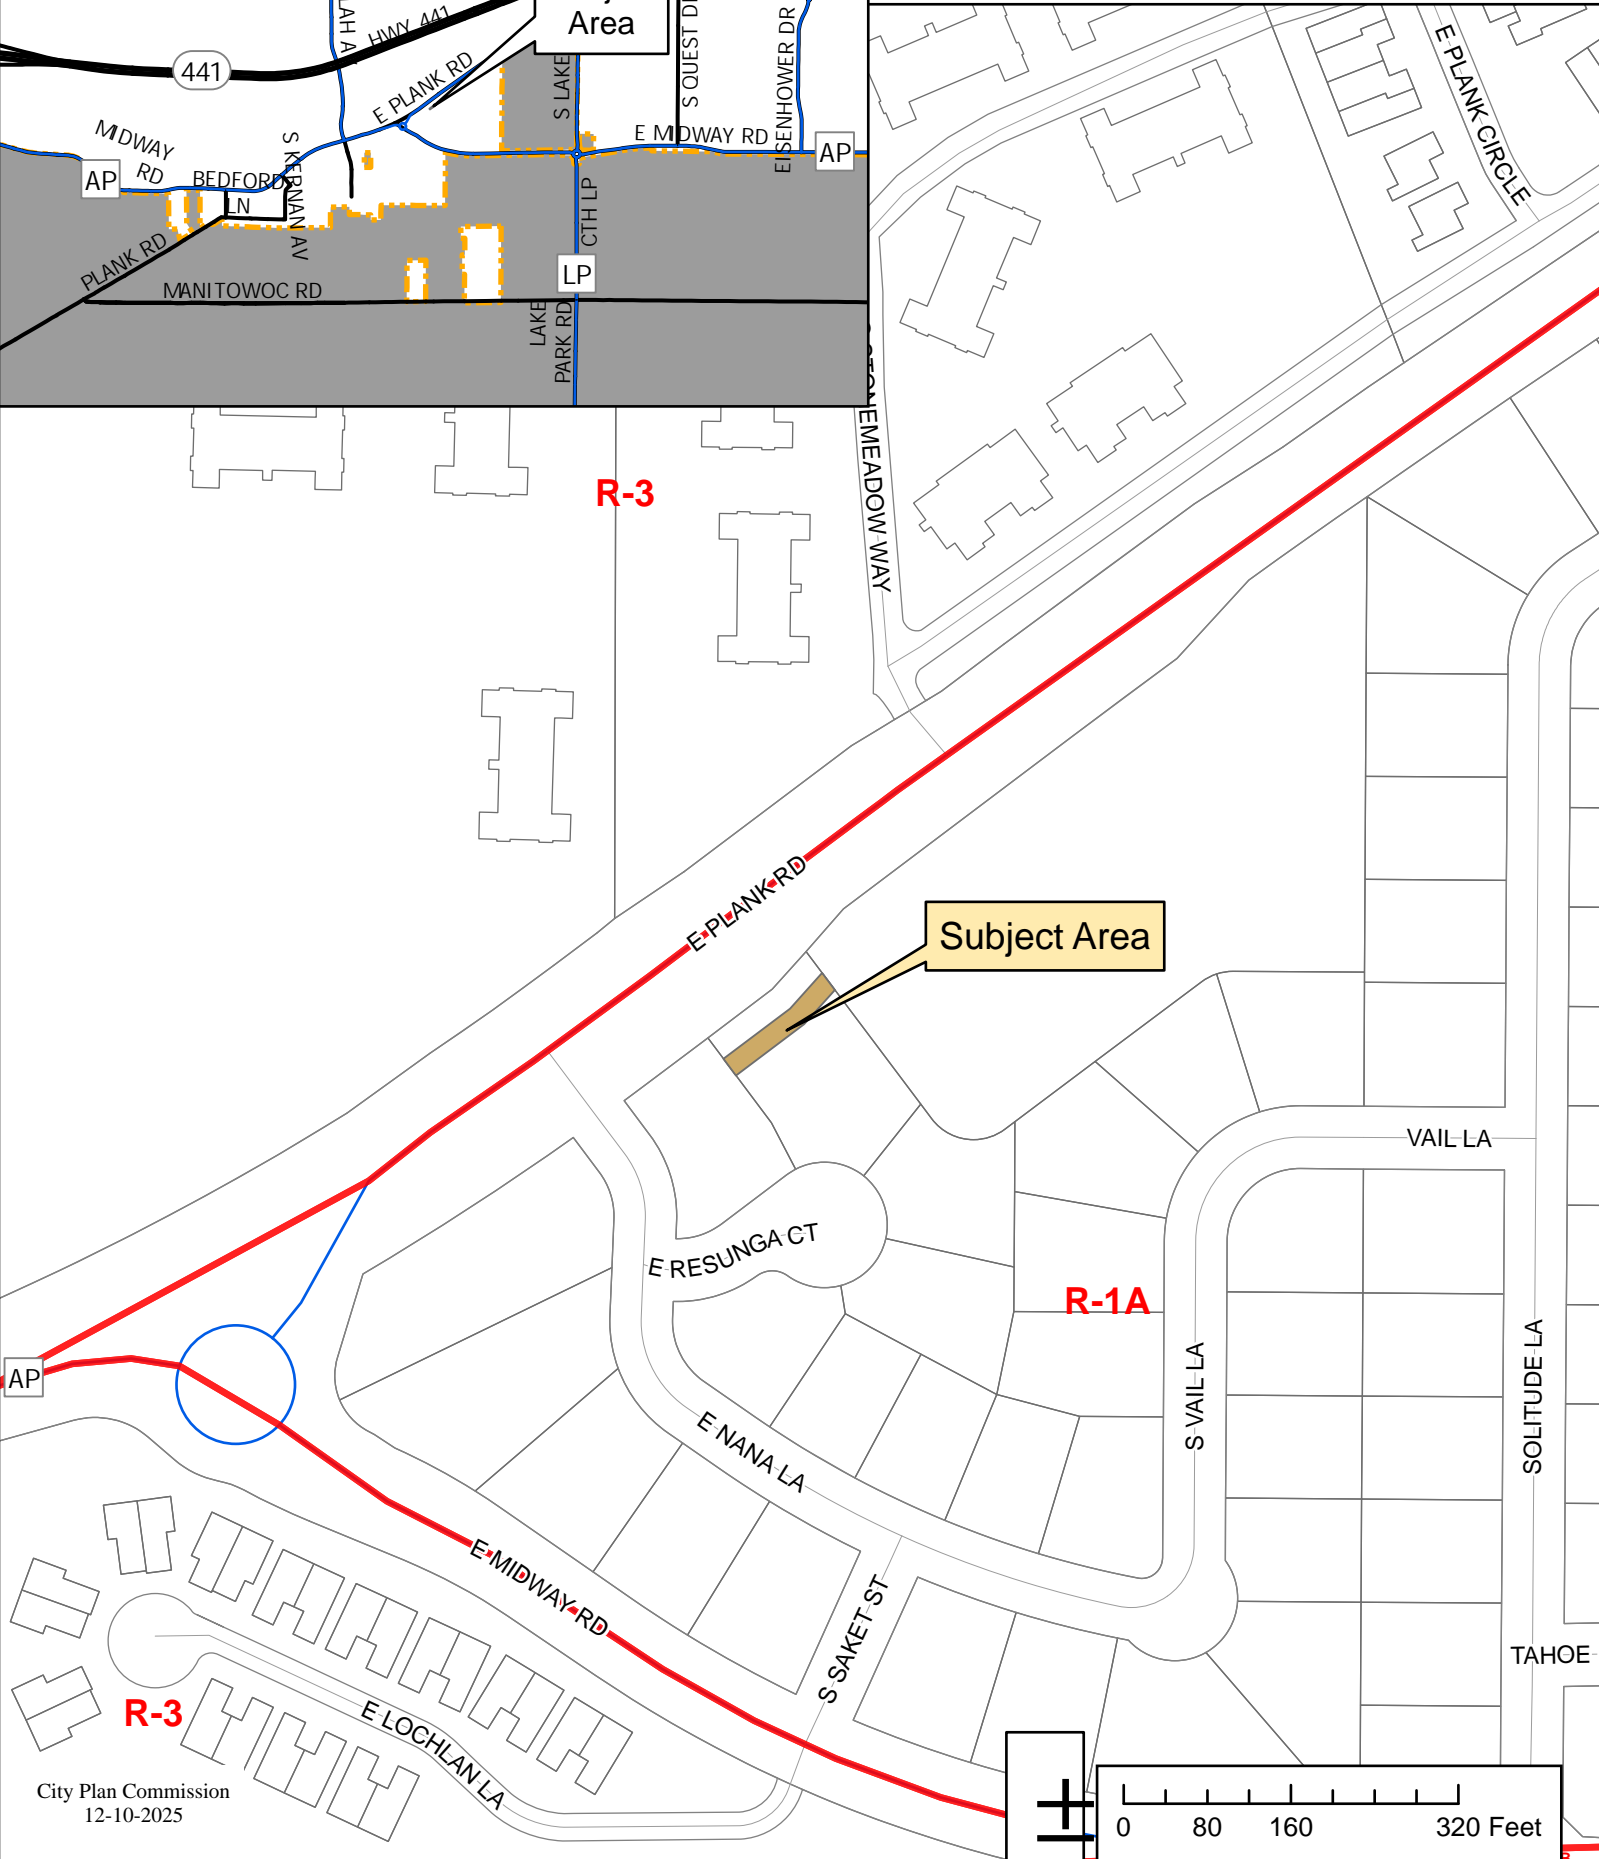 Area
HWY 441
441
E PLANK RD
S LAKE
S QUEST
EISENHOWER DR
MIDWAY
RD
AP
BEDFORD
LN
S KERNAN AV
E MIDWAY RD
AP
PLANK RD
MANITOWOC RD
CTH LP
LP
LAKE
PARK RD
E PLANK CIRCLE
STONEMEADOW WAY
R-3
E PLANK RD
Subject Area
VAIL LA
E RESUNGA CT
R-1A
S VAIL LA
SOLITUDE LA
AP
E NANA LA
E MIDWAY RD
S SAKET ST
TAHOE
R-3
E LOCHLAN LA
City Plan Commission
12-10-2025
0 80 160 320 Feet